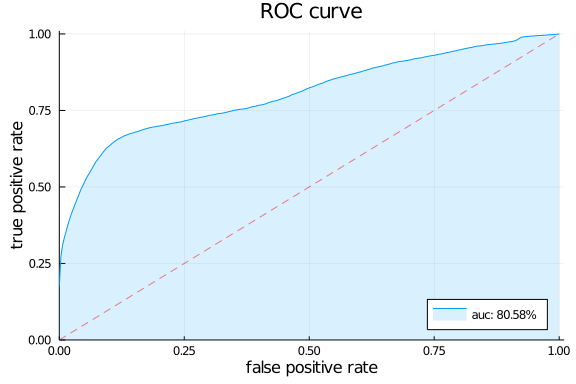 ROC curve
1.00
0.75
0.50
0.25
0.00
true positive rate
auc: 80.58%
0.00 0.25 0.50 0.75 1.00
false positive rate